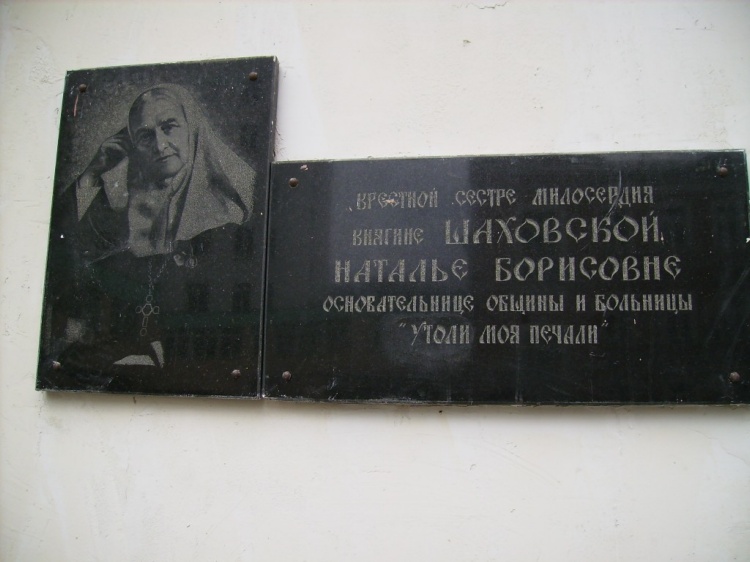 КРЕСТНОЙ СЕСТРЕ МИЛОСЕРДИЯ
КНЯГИНЕ ШАХОВСКОЙ
НАТАЛЬЕ БОРИСОВНЕ
ОСНОВАТЕЛЬНИЦЕ ОБЩИНЫ И БОЛЬНИЦЫ
"УТОЛИ МОЯ ПЕЧАЛИ"